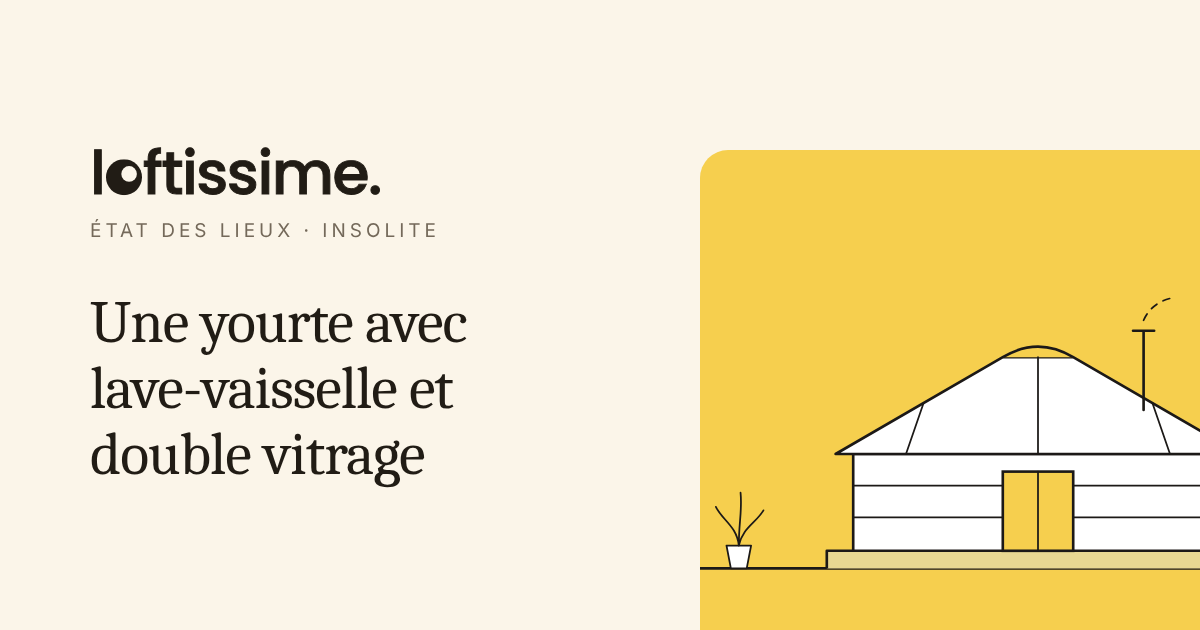 loftissime.
ÉTAT DES LIEUX · INSOLITE
Une yourte avec
lave-vaisselle et
double vitrage